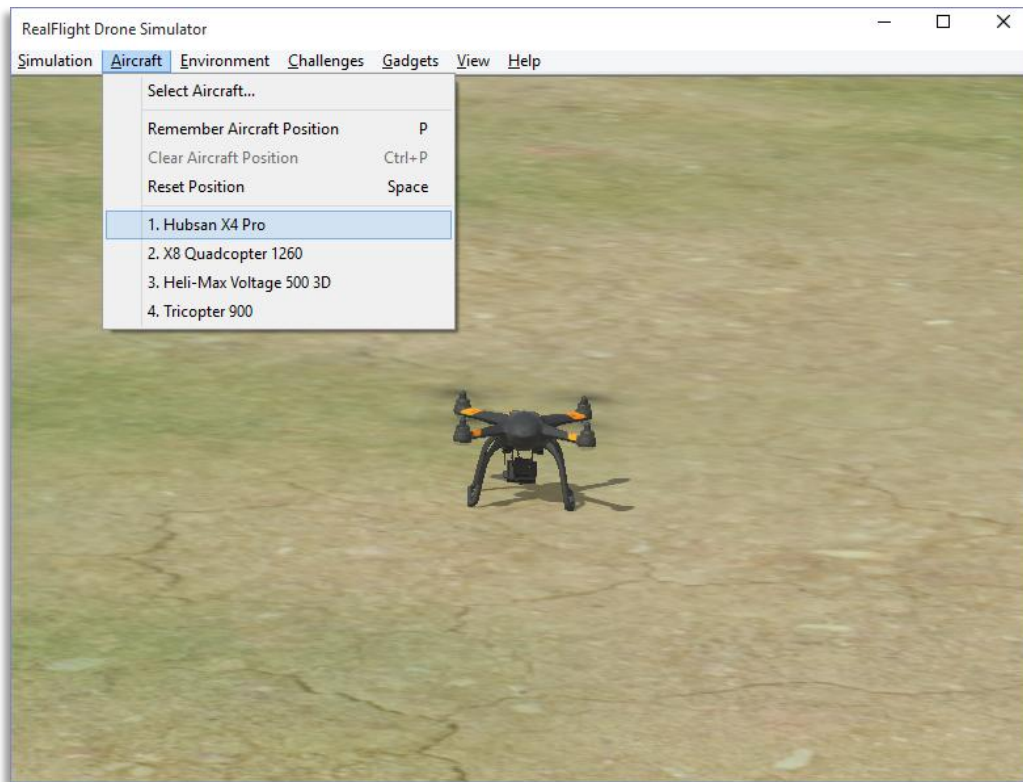 RealFlight Drone Simulator
Simulation Aircraft Environment Challenges Gadgets View Help
Select Aircraft...
Remember Aircraft Position P
Clear Aircraft Position Ctrl+P
Reset Position Space
1. Hubsan X4 Pro
2. X8 Quadcopter 1260
3. Heli-Max Voltage 500 3D
4. Tricopter 900